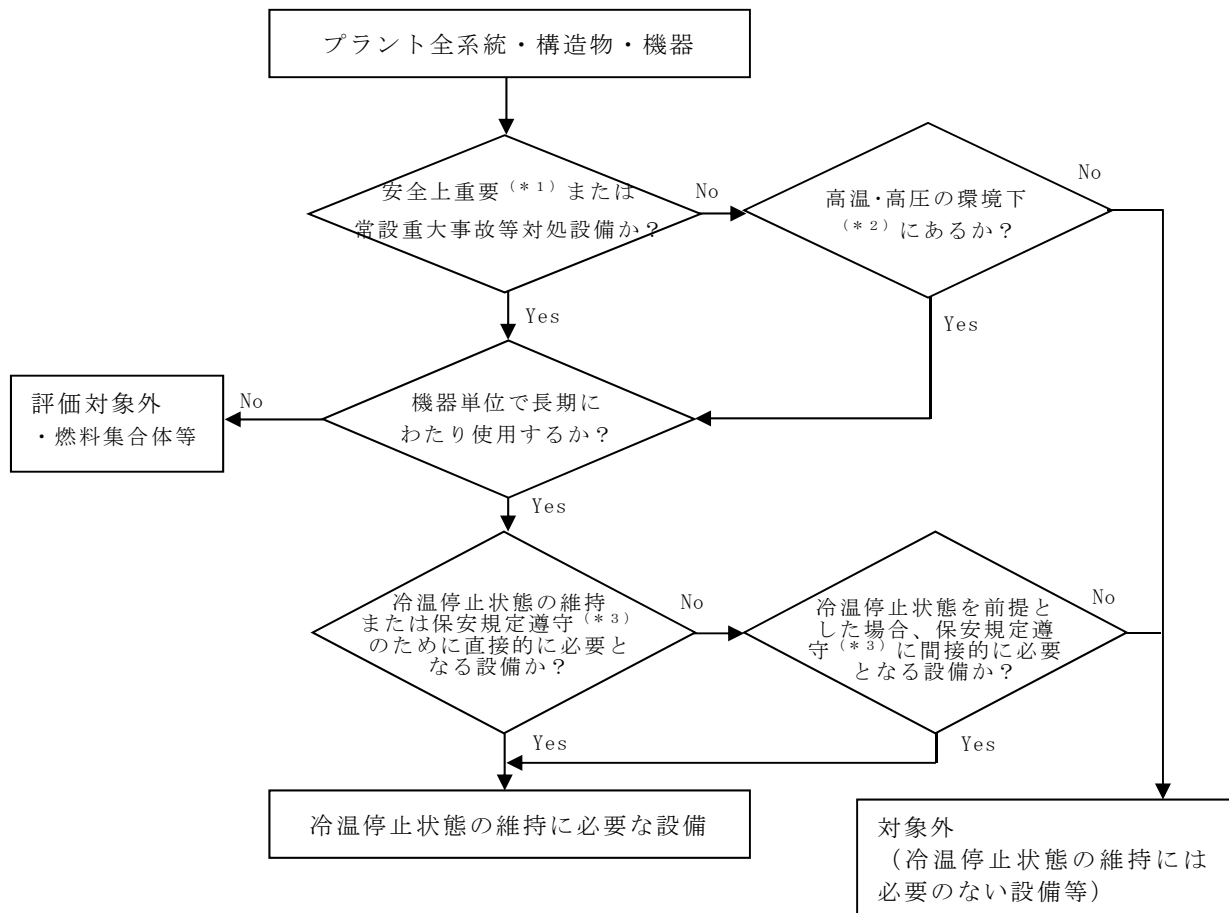 プラント全系統・構造物・機器
安全上重要(*1)または
常設重大事故等対処設備か?
No
高温・高圧の環境下
(*2)にあるか?
No
Yes
Yes
評価対象外
・燃料集合体等
No
機器単位で長期に
わたり使用するか?
Yes
冷温停止状態の維持
または保安規定遵守(*3)
のために直接的に必要と
なる設備か?
No
冷温停止状態を前提と
した場合、保安規定遵
守(*3)に間接的に必要
となる設備か?
No
Yes
Yes
冷温停止状態の維持に必要な設備
対象外
(冷温停止状態の維持には
必要のない設備等)